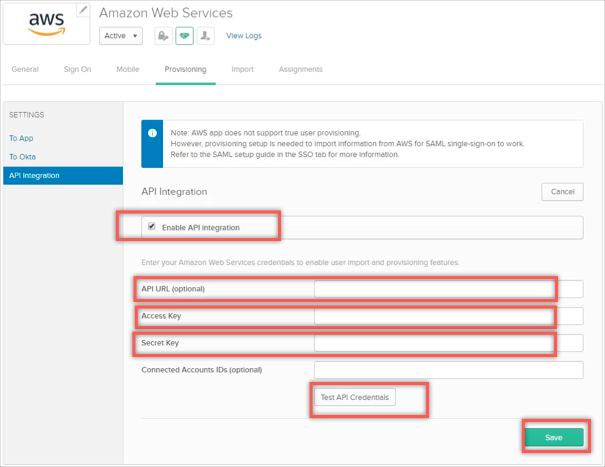 aws
Amazon Web Services
Active
View Logs
General Sign On Mobile Provisioning Import Assignments
SETTINGS
To App
To Okta
API Integration
Note: AWS app does not support true user provisioning.
However, provisioning setup is needed to import information from AWS for SAML single-sign-on to work.
Refer to the SAML setup guide in the SSO tab for more information.
API Integration
Cancel
Enable API integration
Enter your Amazon Web Services credentials to enable user import and provisioning features.
API URL (optional)
Access Key
Secret Key
Connected Accounts IDs (optional)
Test API Credentials
Save